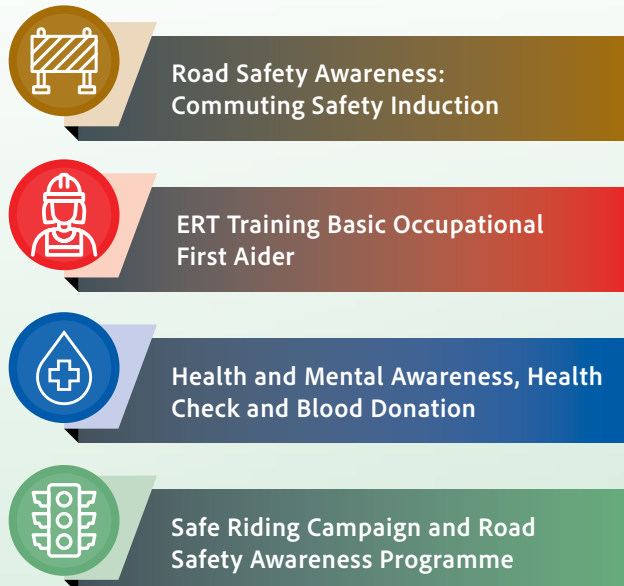 Road Safety Awareness:
Commuting Safety Induction
ERT Training Basic Occupational
First Aider
Health and Mental Awareness, Health
Check and Blood Donation
Safe Riding Campaign and Road
Safety Awareness Programme